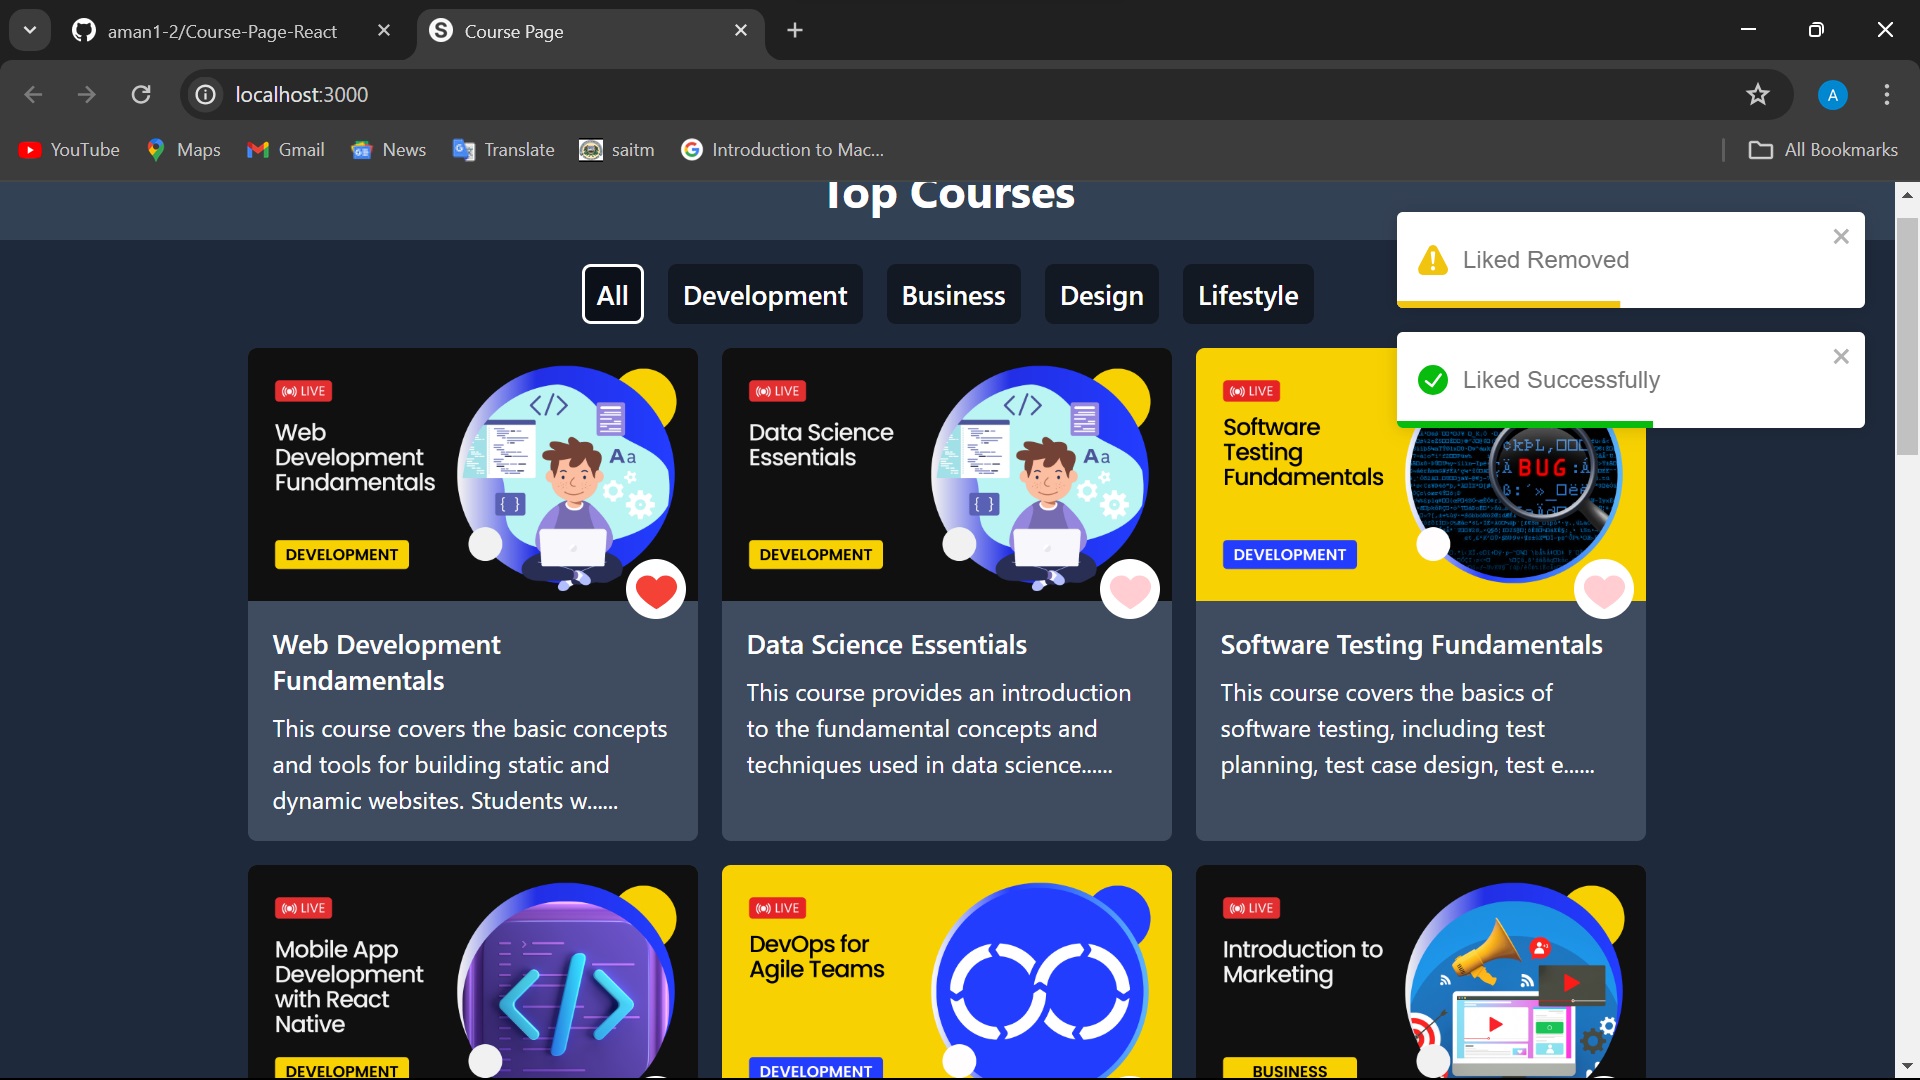 aman1-2/Course-Page-React
Course Page
localhost:3000
A
YouTube
Maps
Gmail
News
Translate
saitm
Introduction to Mac...
All Bookmarks
Top Courses
Liked Removed
Liked Successfully
All
Development
Business
Design
Lifestyle
LIVE
Web
Development
Fundamentals
</>
Aa
{ }
DEVELOPMENT
Web Development
Fundamentals
This course covers the basic concepts
and tools for building static and
dynamic websites. Students w......
LIVE
Data Science
Essentials
</>
Aa
{ }
DEVELOPMENT
Data Science Essentials
This course provides an introduction
to the fundamental concepts and
techniques used in data science......
LIVE
Software
Testing
Fundamentals
BUG
DEVELOPMENT
Software Testing Fundamentals
This course covers the basics of
software testing, including test
planning, test case design, test e......
LIVE
Mobile App
Development
with React
Native
</>
DEVELOPMENT
LIVE
DevOps for
Agile Teams
DEVELOPMENT
LIVE
Introduction to
Marketing
BUSINESS